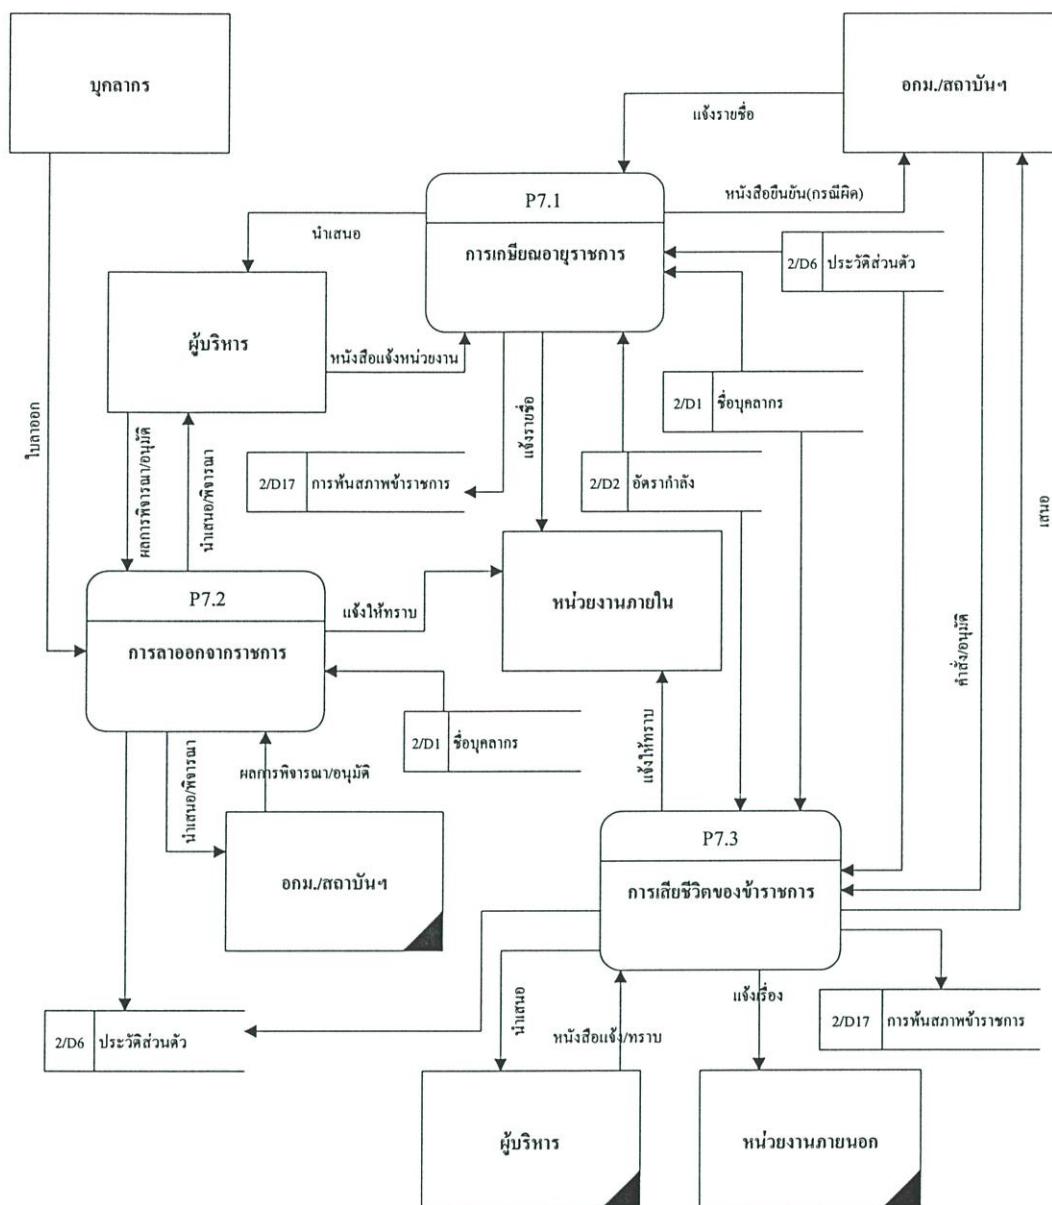 บุคลากร
อกม./สถาบันฯ
แจ้งรายชื่อ
P7.1
การเกษียณอายุราชการ
หนังสือยืนยัน(กรณีผิด)
นำเสนอ
2/D6 ประวัติส่วนตัว
ผู้บริหาร
หนังสือแจ้งหน่วยงาน
2/D1 ชื่อบุคลากร
แจ้งรายชื่อ
ใบลาออก
ผลการพิจารณา/อนุมัติ
นำเสนอ/พิจารณา
2/D17 การพ้นสภาพข้าราชการ
2/D2 อัตรากำลัง
เสนอ
P7.2
การลาออกจากราชการ
แจ้งให้ทราบ
หน่วยงานภายใน
คำสั่ง/อนุมัติ
2/D1 ชื่อบุคลากร
แจ้งให้ทราบ
นำเสนอ/พิจารณา
ผลการพิจารณา/อนุมัติ
อกม./สถาบันฯ
P7.3
การเสียชีวิตของข้าราชการ
2/D6 ประวัติส่วนตัว
นำเสนอ
หนังสือแจ้ง/ทราบ
แจ้งเรื่อง
2/D17 การพ้นสภาพข้าราชการ
ผู้บริหาร
หน่วยงานภายนอก